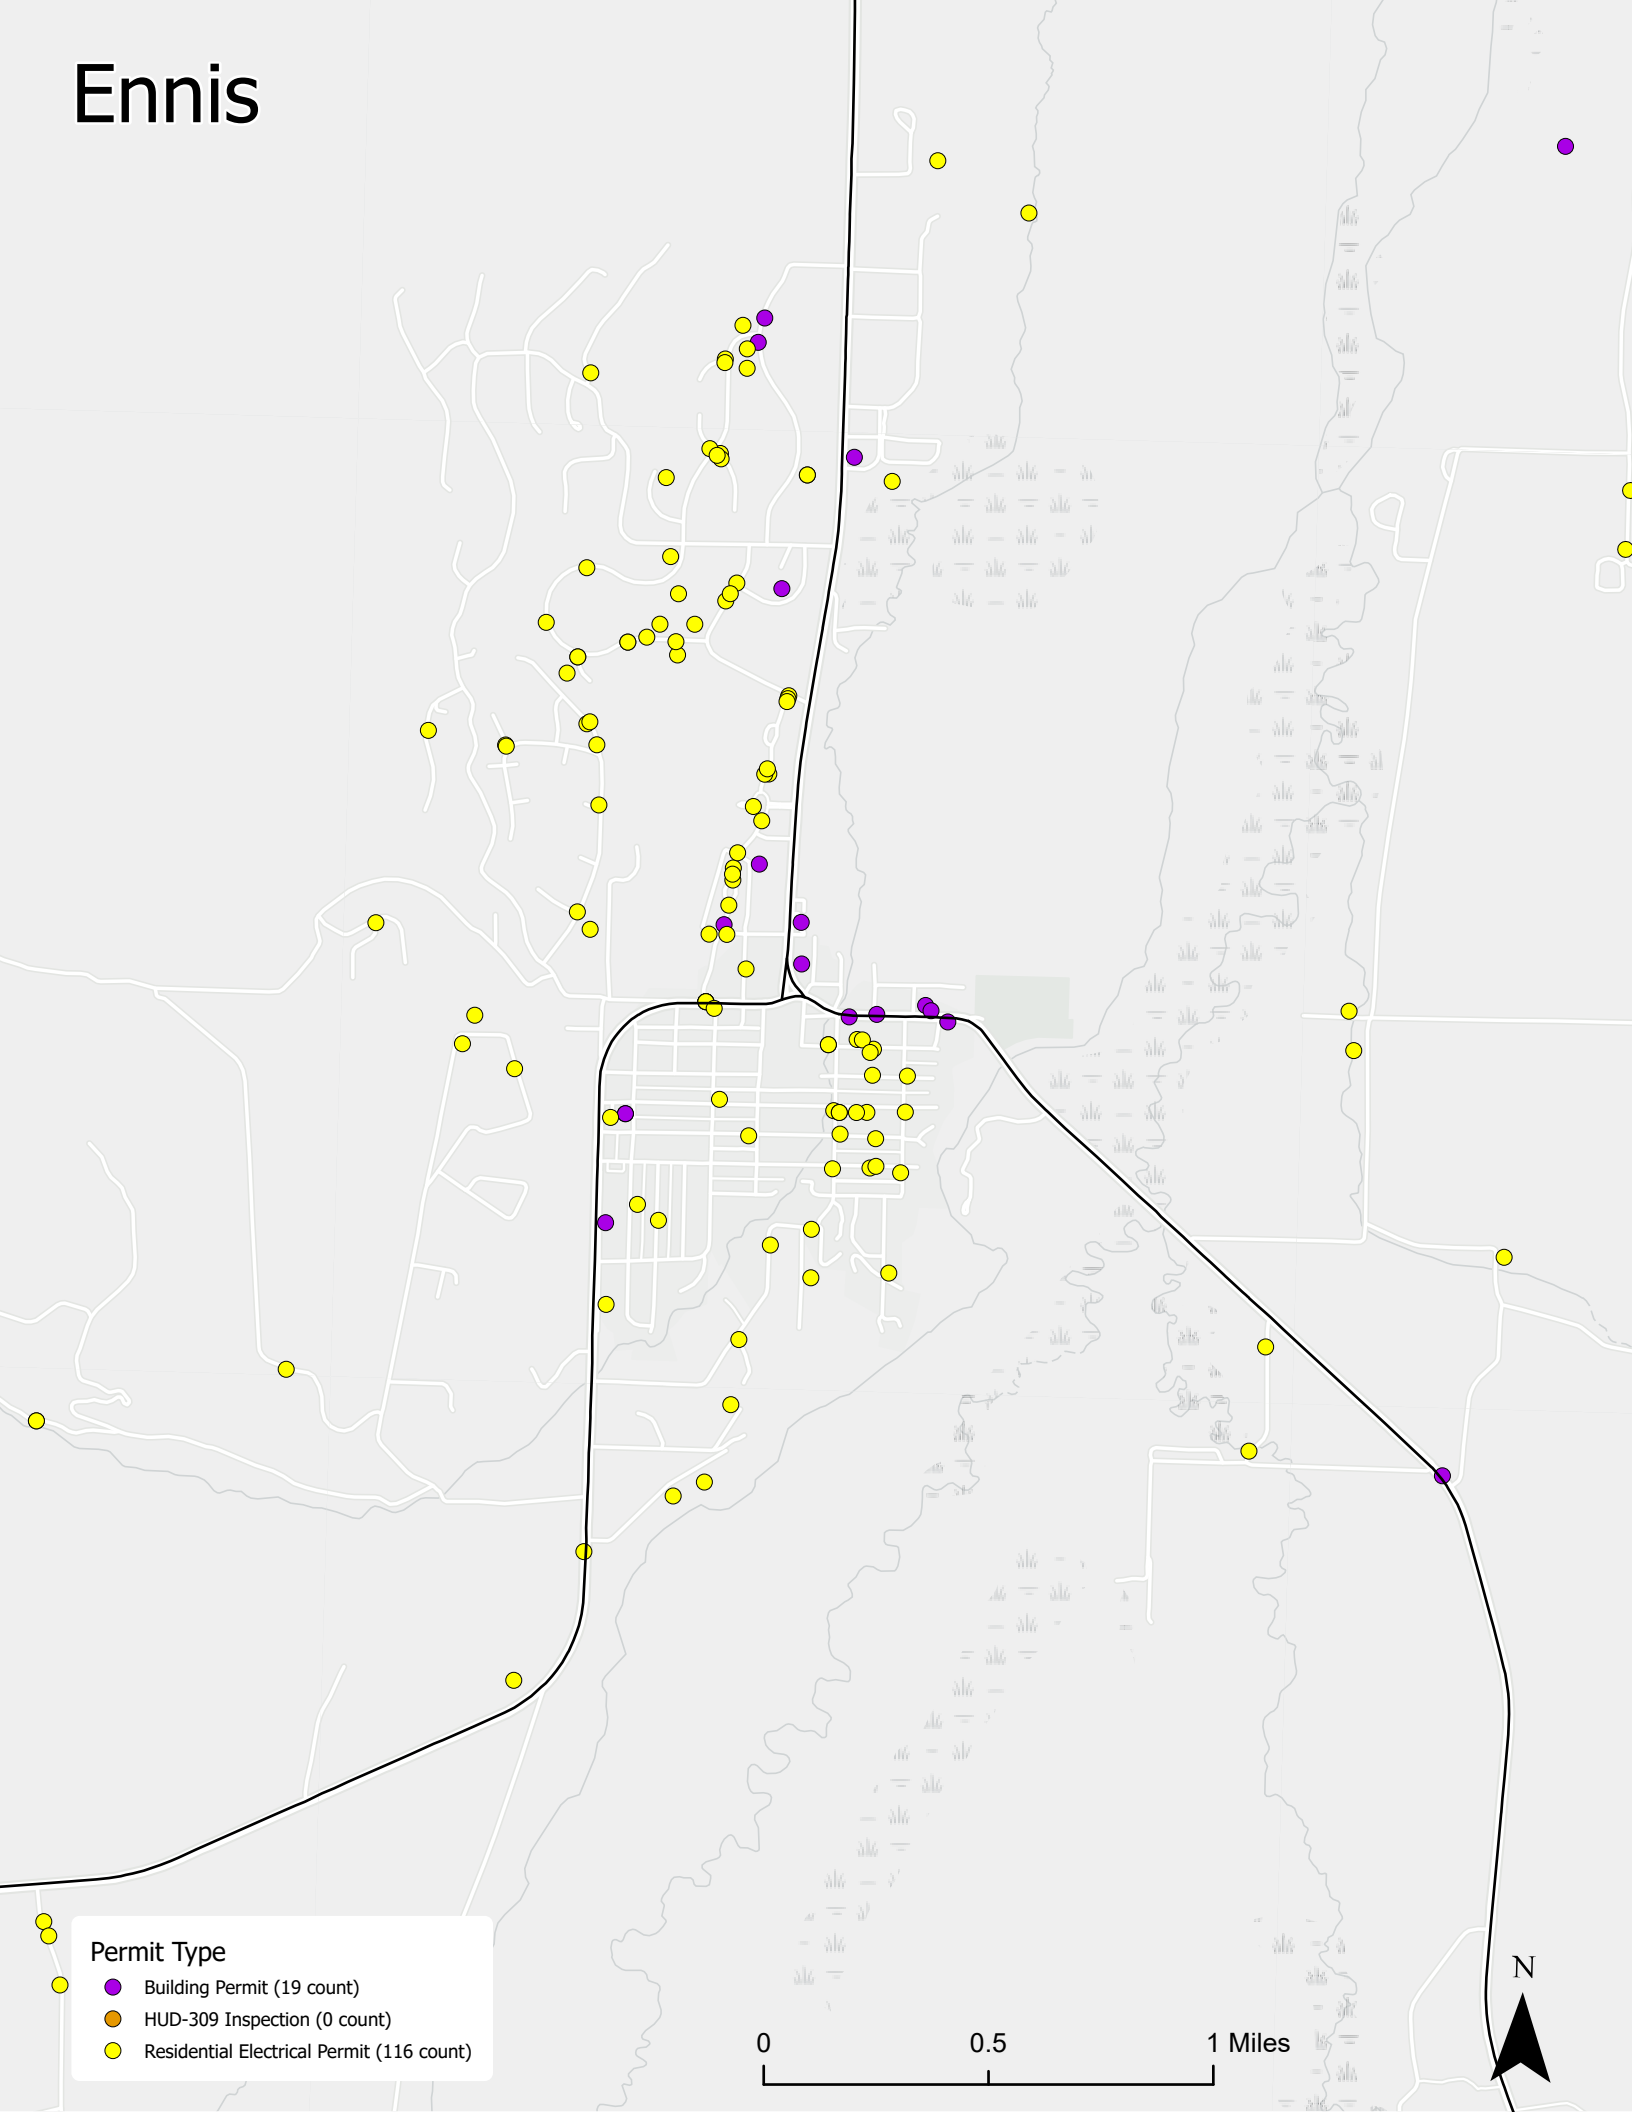 Ennis
Permit Type
Building Permit (19 count)
HUD-309 Inspection (0 count)
Residential Electrical Permit (116 count)
0 0.5 1 Miles
N